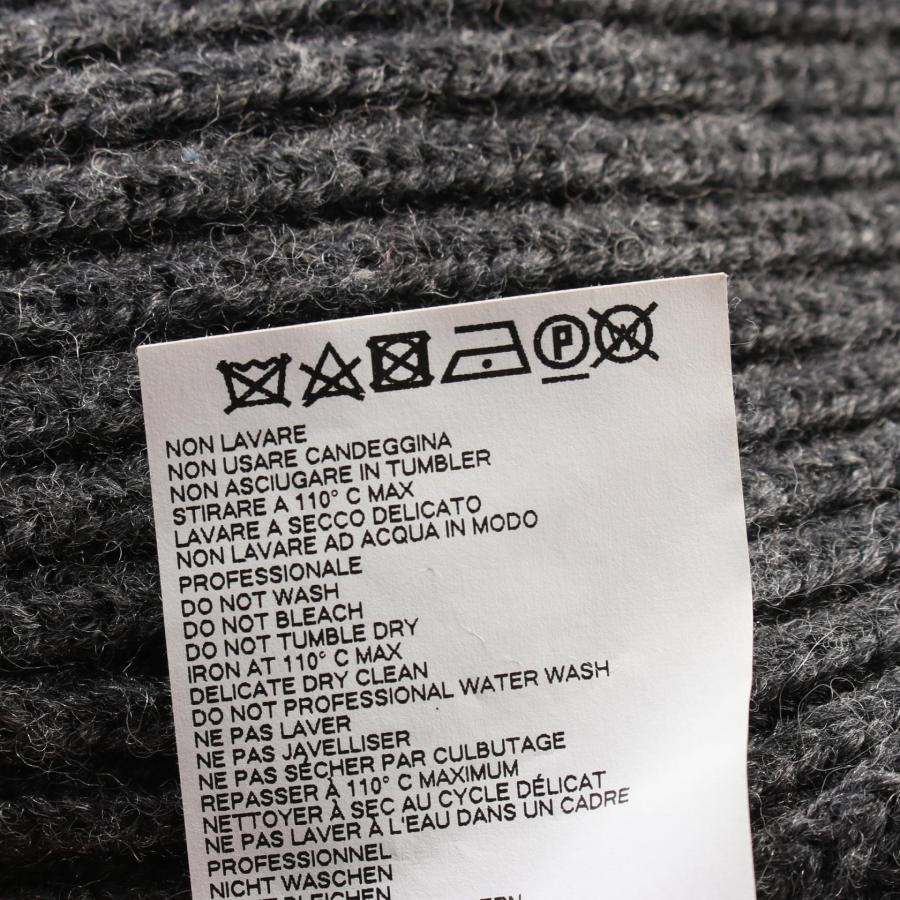 P W
NON LAVARE
NON USARE CANDEGGINA
NON ASCIUGARE IN TUMBLER
STIRARE A 110° C MAX
LAVARE A SECCO DELICATO
NON LAVARE AD ACQUA IN MODO
PROFESSIONALE
DO NOT WASH
DO NOT BLEACH
DO NOT TUMBLE DRY
IRON AT 110° C MAX
DELICATE DRY CLEAN
DO NOT PROFESSIONAL WATER WASH
NE PAS LAVER
NE PAS JAVELLISER
NE PAS SÉCHER PAR CULBUTAGE
REPASSER À 110° C MAXIMUM
NETTOYER À SEC AU CYCLE DÉLICAT
NE PAS LAVER À L'EAU DANS UN CADRE
PROFESSIONNEL
NICHT WASCHEN